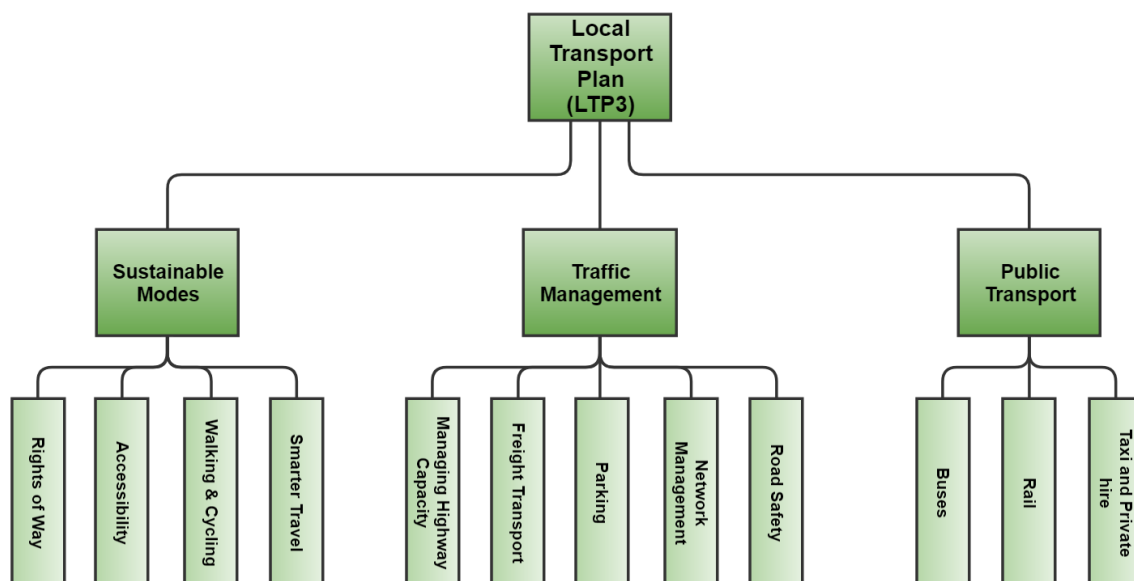 Local
Transport
Plan
(LTP3)
Sustainable
Modes
Traffic
Management
Public
Transport
Rights of Way
Accessibility
Walking & Cycling
Smarter Travel
Managing Highway
Capacity
Freight Transport
Parking
Network
Management
Road Safety
Buses
Rail
Taxi and Private
hire